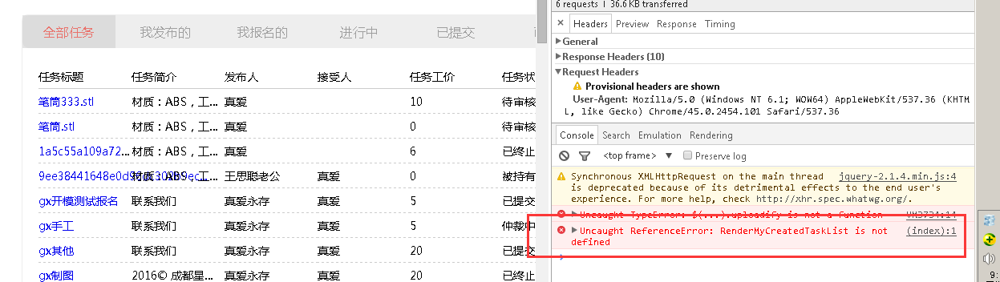 全部任务 我发布的 我报名的 进行中 已提交
任务标题 任务简介 发布人 接受人 任务工价 任务状
笔筒333.stl 材质：ABS，工... 真爱 10 待审核
笔筒.stl 材质：ABS，工... 真爱 0 待审核
1a5c55a109a72... 材质：ABS，工... 真爱 6 已终止
9ee38441648e0d 材质：ABS，工... 王思聪老公 真爱 0 被持有
gx开模测试报名 联系我们 真爱永存 真爱 5 已提交
gx手工 联系我们 真爱永存 真爱 5 仲裁中
gx其他 联系我们 真爱永存 真爱 20 已提交
gx制图 2016© 成都星... 真爱永存 真爱 20 已终止
6 requests | 36.6 KB transferred
× Headers Preview Response Timing
General
Response Headers (10)
Request Headers
Provisional headers are shown
User-Agent: Mozilla/5.0 (Windows NT 6.1; WOW64) AppleWebKit/537.36 (KHTM
L, like Gecko) Chrome/45.0.2454.101 Safari/537.36
Console Search Emulation Rendering
<top frame> Preserve log
Synchronous XMLHttpRequest on the main thread jquery-2.1.4.min.js:4
is deprecated because of its detrimental effects to the end user's
experience. For more help, check http://xhr.spec.whatwg.org/.
Uncaught TypeError: $(...).uploadify is not a function VM3734:14
Uncaught ReferenceError: RenderMyCreatedTaskList is not (index):1
defined
9: